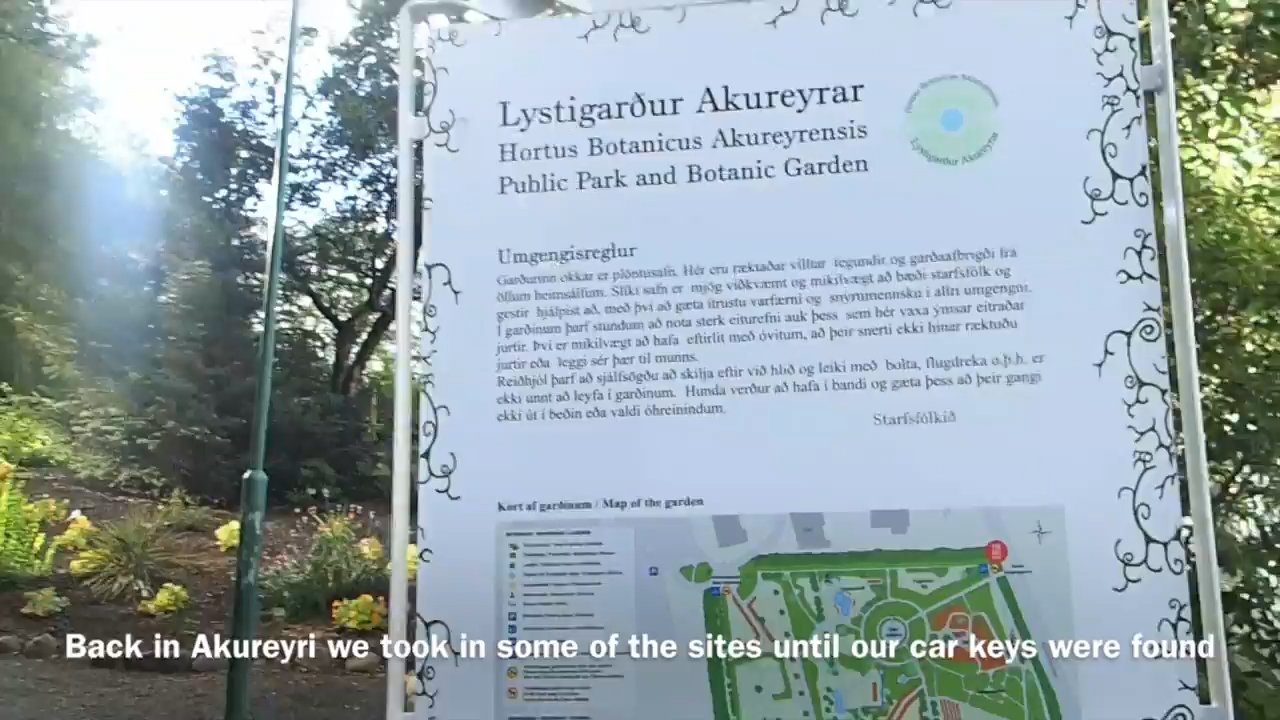 Lystigarður Akureyrar
Hortus Botanicus Akureyrensis
Public Park and Botanic Garden
Lystigarður Akureyrar
Umgengisreglur
Garðurinn okkar er plöntusafn. Hér eru ræktaðar villtar tegundir og garðaafbrigði frá
öllum heimsálfum. Slíkt safn er mjög viðkvæmt og mikilvægt að bæði starfsfólk og
gestir hjálpist að, með því að gæta ítrustu varfærni og snyrtimennsku í allri umgengni.
Í garðinum þarf stundum að nota sterk eiturefni auk þess sem hér vaxa ýmsar eitraðar
jurtir. Því er mikilvægt að hafa eftirlit með óvitum, að þeir snerti ekki hinar ræktuðu
jurtir eða leggi sér þær til munns.
Reiðhjól þarf að sjálfsögðu að skilja eftir við hlið og leiki með bolta, flugdreka o.þ.h. er
ekki unnt að leyfa í garðinum. Hunda verður að hafa í bandi og gæta þess að þeir gangi
ekki út í beðin eða valdi óhreinindum.
Starfsfólkið
Kort af garðinum / Map of the garden
Back in Akureyri we took in some of the sites until our car keys were found